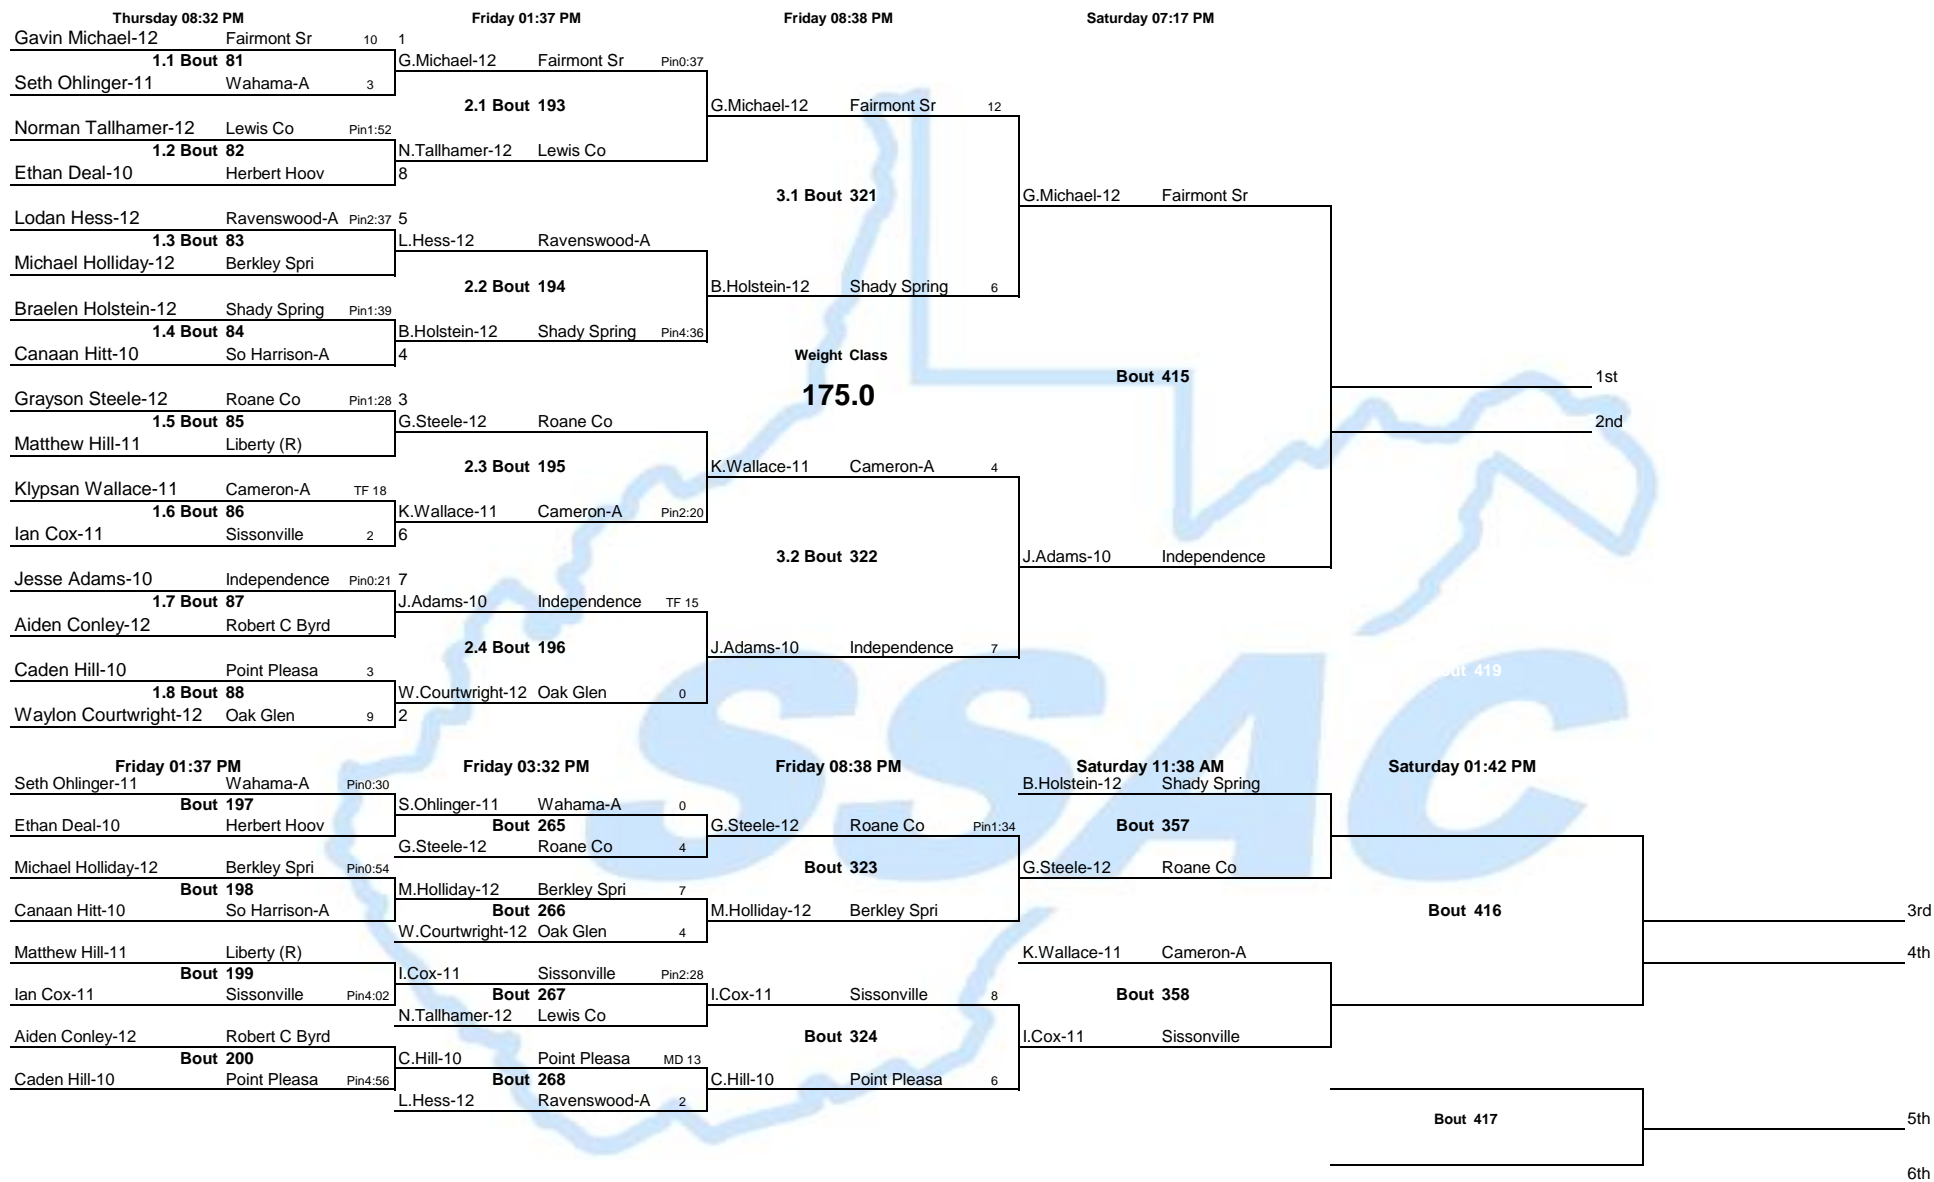 Thursday 08:32 PM Friday 01:37 PM Friday 08:38 PM Saturday 07:17 PM
Gavin Michael-12 Fairmont Sr 10 1
1.1 Bout 81
G.Michael-12 Fairmont Sr Pin0:37
Seth Ohlinger-11 Wahama-A 3
2.1 Bout 193
G.Michael-12 Fairmont Sr 12
Norman Tallhamer-12 Lewis Co Pin1:52
1.2 Bout 82
N.Tallhamer-12 Lewis Co
Ethan Deal-10 Herbert Hoov 8
3.1 Bout 321
G.Michael-12 Fairmont Sr
Lodan Hess-12 Ravenswood-A Pin2:37 5
1.3 Bout 83
L.Hess-12 Ravenswood-A
Michael Holliday-12 Berkley Spri
2.2 Bout 194
B.Holstein-12 Shady Spring 6
Braelen Holstein-12 Shady Spring Pin1:39
1.4 Bout 84
B.Holstein-12 Shady Spring Pin4:36
Canaan Hitt-10 So Harrison-A 4
Weight Class
175.0
Bout 415
1st
2nd
Grayson Steele-12 Roane Co Pin1:28 3
1.5 Bout 85
G.Steele-12 Roane Co
Matthew Hill-11 Liberty (R)
2.3 Bout 195
K.Wallace-11 Cameron-A 4
Klypsan Wallace-11 Cameron-A TF 18
1.6 Bout 86
K.Wallace-11 Cameron-A Pin2:20
Ian Cox-11 Sissonville 2 6
3.2 Bout 322
J.Adams-10 Independence
Jesse Adams-10 Independence Pin0:21 7
1.7 Bout 87
J.Adams-10 Independence TF 15
Aiden Conley-12 Robert C Byrd
2.4 Bout 196
J.Adams-10 Independence 7
Caden Hill-10 Point Pleasa 3
419
1.8 Bout 88
W.Courtwright-12 Oak Glen 0
Waylon Courtwright-12 Oak Glen 9 2
SSAC
Friday 01:37 PM Friday 03:32 PM Friday 08:38 PM Saturday 11:38 AM Saturday 01:42 PM
Seth Ohlinger-11 Wahama-A Pin0:30
B.Holstein-12 Shady Spring
Bout 197
S.Ohlinger-11 Wahama-A 0
Ethan Deal-10 Herbert Hoov
Bout 265
G.Steele-12 Roane Co Pin1:34
Bout 357
G.Steele-12 Roane Co 4
Michael Holliday-12 Berkley Spri Pin0:54
Bout 323
G.Steele-12 Roane Co
Bout 198
M.Holliday-12 Berkley Spri 7
Canaan Hitt-10 So Harrison-A
Bout 266
M.Holliday-12 Berkley Spri
Bout 416
3rd
W.Courtwright-12 Oak Glen 4
Matthew Hill-11 Liberty (R)
K.Wallace-11 Cameron-A
4th
Bout 199
I.Cox-11 Sissonville Pin2:28
Ian Cox-11 Sissonville Pin4:02
Bout 267
I.Cox-11 Sissonville 8
Bout 358
N.Tallhamer-12 Lewis Co
Aiden Conley-12 Robert C Byrd
Bout 324
I.Cox-11 Sissonville
Bout 200
C.Hill-10 Point Pleasa MD 13
Caden Hill-10 Point Pleasa Pin4:56
Bout 268
C.Hill-10 Point Pleasa 6
L.Hess-12 Ravenswood-A 2
Bout 417
5th
6th